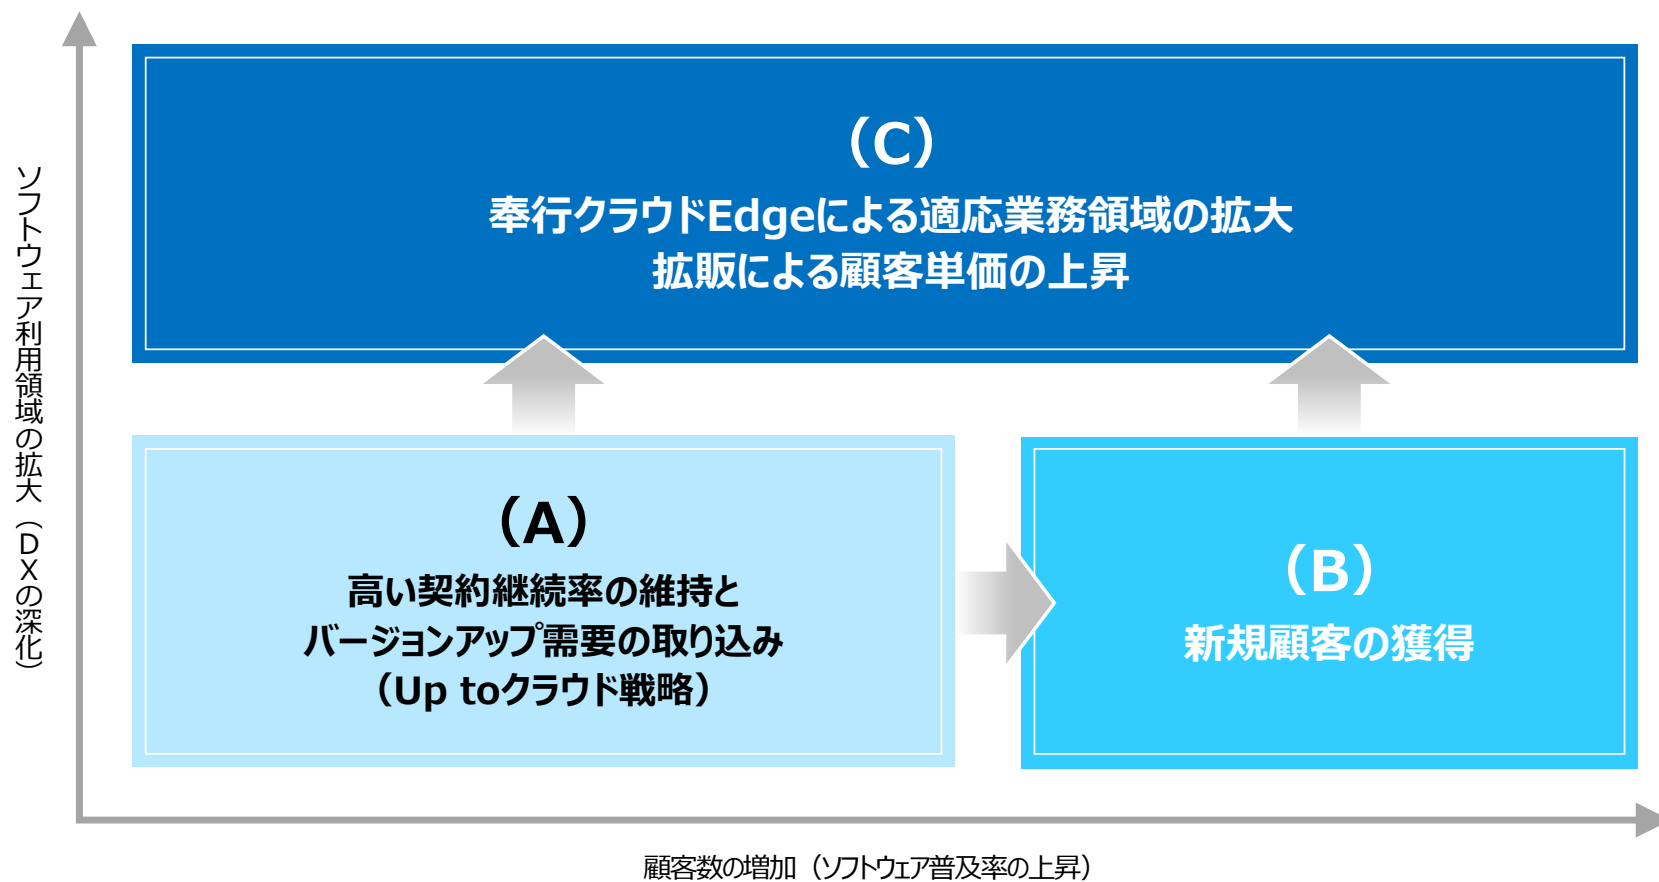 ソフトウェア利用領域の拡大（DXの深化）
（C）
奉行クラウドEdgeによる適応業務領域の拡大
拡販による顧客単価の上昇
（A）
高い契約継続率の維持と
バージョンアップ需要の取り込み
（Up toクラウド戦略）
（B）
新規顧客の獲得
顧客数の増加（ソフトウェア普及率の上昇）